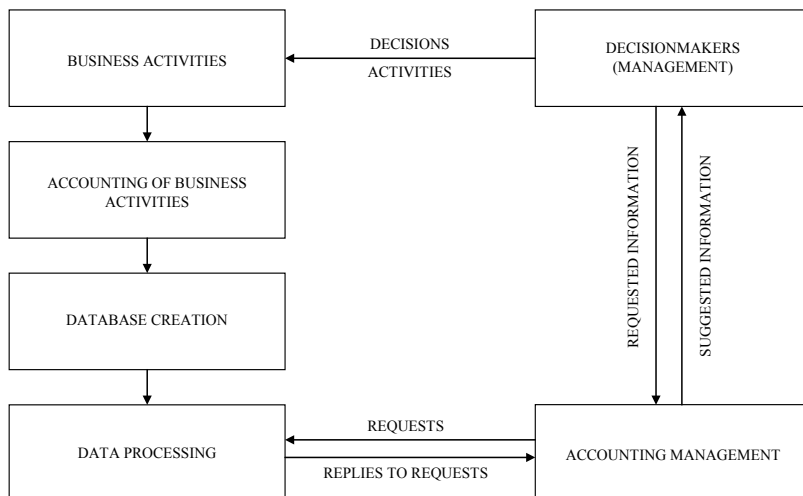 BUSINESS ACTIVITIES
DECISIONS
ACTIVITIES
DECISIONMAKERS
(MANAGEMENT)
ACCOUNTING OF BUSINESS
ACTIVITIES
REQUESTED INFORMATION
SUGGESTED INFORMATION
DATABASE CREATION
DATA PROCESSING
REQUESTS
REPLIES TO REQUESTS
ACCOUNTING MANAGEMENT